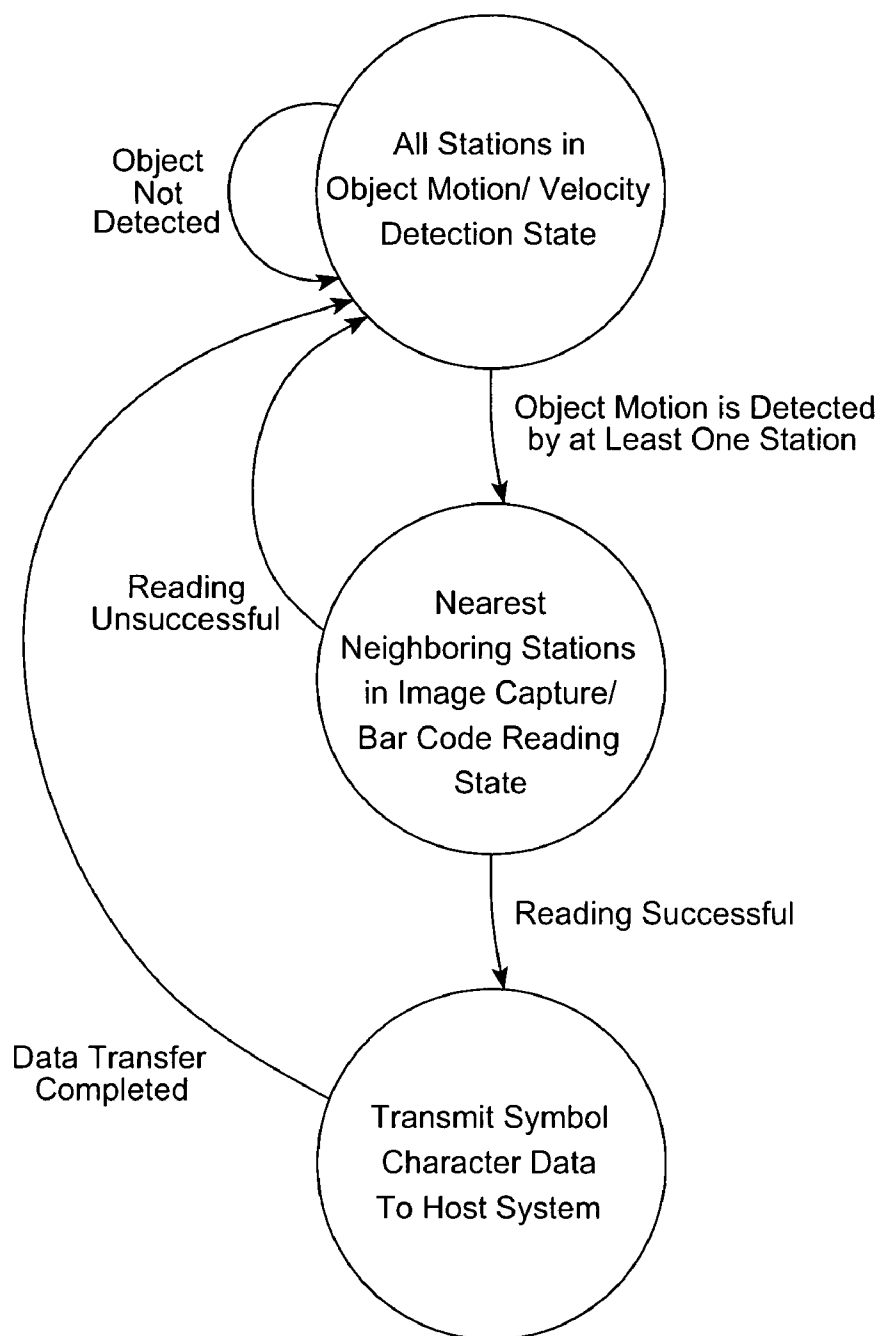 All Stations in
Object Motion/ Velocity
Detection State
Object
Not
Detected
Object Motion is Detected
by at Least One Station
Reading
Unsuccessful
Nearest
Neighboring Stations
in Image Capture/
Bar Code Reading
State
Reading Successful
Data Transfer
Completed
Transmit Symbol
Character Data
To Host System